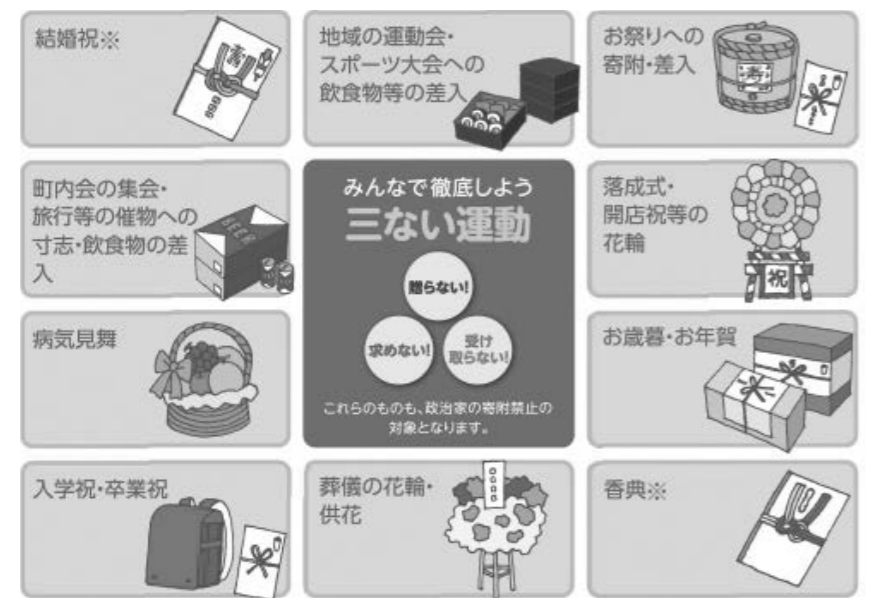 結婚祝※
地域の運動会・
スポーツ大会への
飲食物等の差入
お祭りへの
寄附・差入
寿
寿
町内会の集会・
旅行等の催物への
寸志・飲食物の差
入
BEER
みんなで徹底しよう
三ない運動
贈らない!
求めない!
受け
取らない!
これらのものも、政治家の寄附禁止の
対象となります。
落成式・
開店祝等の
花輪
祝
病気見舞
お歳暮・お年賀
入学祝・卒業祝
葬儀の花輪・
供花
香典※